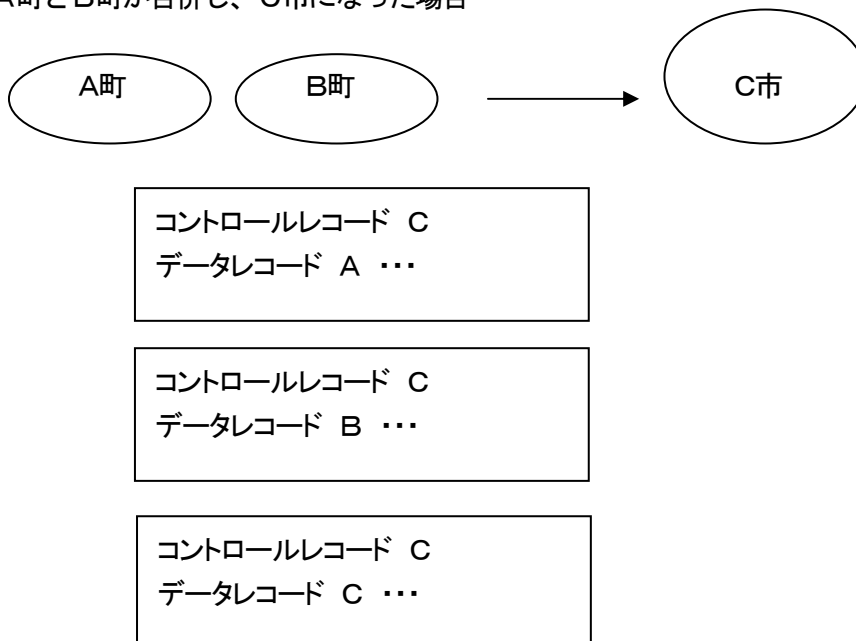 A町とB町が合併し、C市になった場合
A町 B町 C市
コントロールレコード C
データレコード A ・・・
コントロールレコード C
データレコード B ・・・
コントロールレコード C
データレコード C ・・・